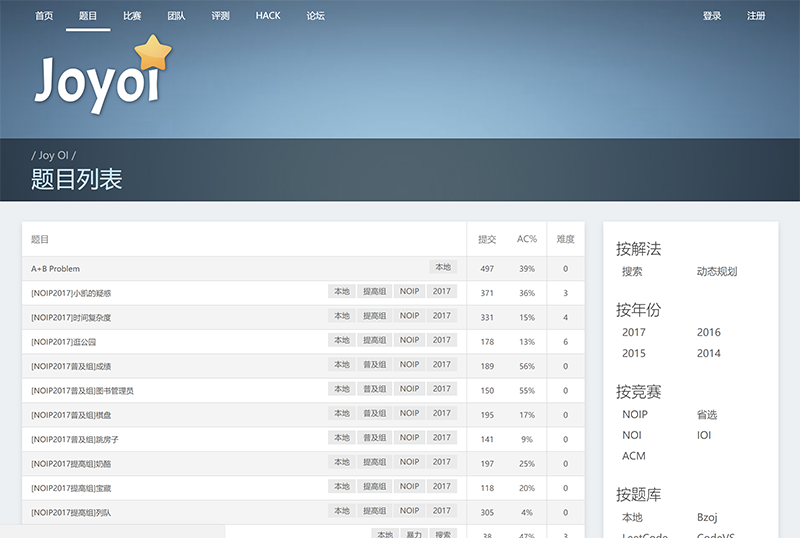 首页 题目 比赛 团队 评测 HACK 论坛 登录 注册
JoyOI
/ Joy OI /
题目列表
题目 提交 AC% 难度
A+B Problem 本地 497 39% 0
[NOIP2017]小凯的疑惑 本地 提高组 NOIP 2017 371 36% 3
[NOIP2017]时间复杂度 本地 提高组 NOIP 2017 331 15% 4
[NOIP2017]逛公园 本地 提高组 NOIP 2017 178 13% 6
[NOIP2017普及组]成绩 本地 普及组 NOIP 2017 189 56% 0
[NOIP2017普及组]图书管理员 本地 普及组 NOIP 2017 150 55% 0
[NOIP2017普及组]棋盘 本地 普及组 NOIP 2017 195 17% 0
[NOIP2017普及组]跳房子 本地 普及组 NOIP 2017 141 9% 0
[NOIP2017提高组]奶酪 本地 提高组 NOIP 2017 197 25% 0
[NOIP2017提高组]宝藏 本地 提高组 NOIP 2017 118 20% 0
[NOIP2017提高组]列队 本地 提高组 NOIP 2017 305 4% 0
本地 暴力 搜索 38 47% 3
按解法
搜索 动态规划
按年份
2017 2016
2015 2014
按竞赛
NOIP 省选
NOI IOI
ACM
按题库
本地 Bzoj
LeetCode CodeVS